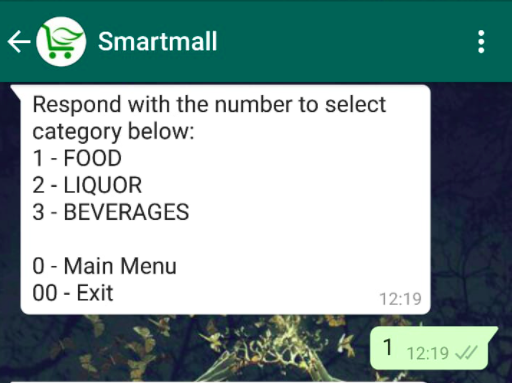 Smartmall
Respond with the number to select
category below:
1 - FOOD
2 - LIQUOR
3 - BEVERAGES
0 - Main Menu
00 - Exit
12:19
1 12:19